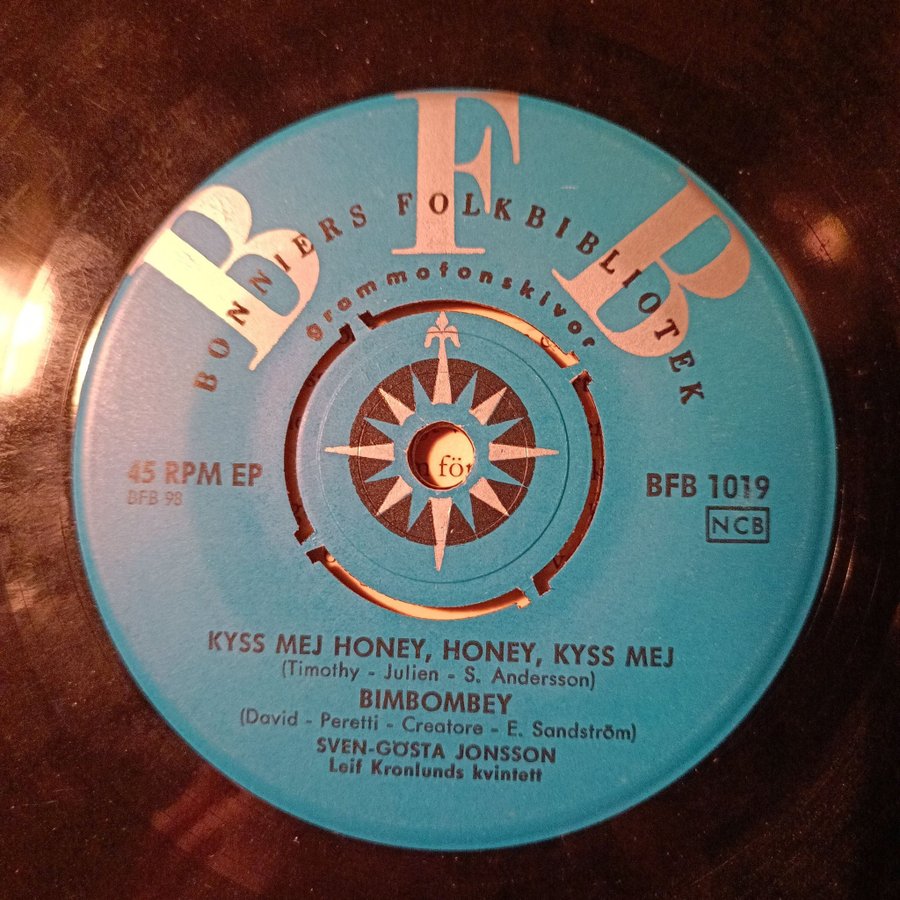 BFB
BONNIERS FOLKBIBLIOTEK
grammofonskivor
45 RPM EP
BFB 98
BFB 1019
NCB
n för
KYSS MEJ HONEY, HONEY, KYSS MEJ
(Timothy - Julien - S. Andersson)
BIMBOMBEY
(David - Peretti - Creatore - E. Sandström)
SVEN-GÖSTA JONSSON
Leif Kronlunds kvintett